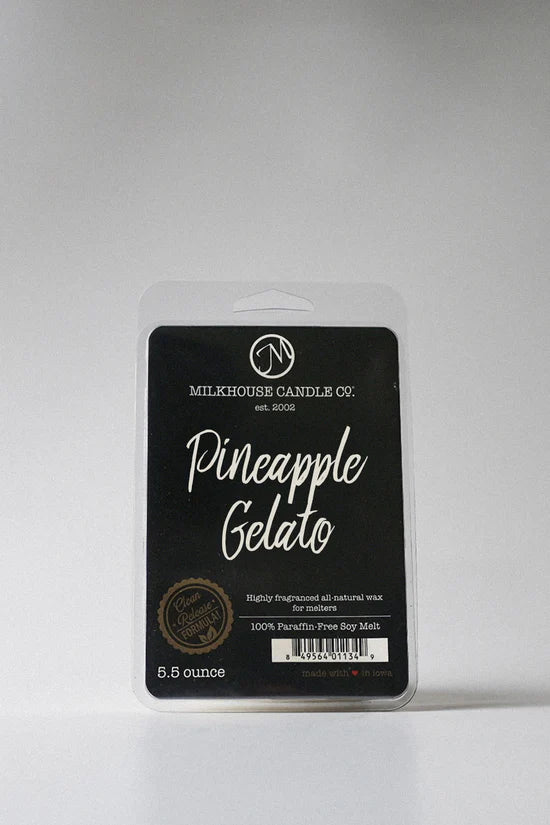 M
MILKHOUSE CANDLE CO.
est. 2002
Pineapple
Gelato
Highly fragranced all-natural wax
for melters
100% Paraffin-Free Soy Melt
Clean
Release
FORMULA!
8 49564 01134 9
5.5 ounce
made with ♥ in iowa